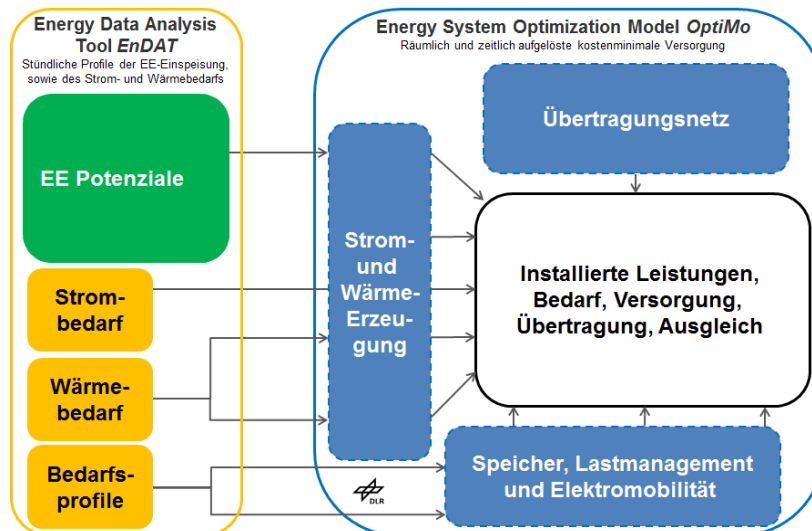 Energy Data Analysis
Tool EnDAT
Stündliche Profile der EE-Einspeisung,
sowie des Strom- und Wärmebedarfs
EE Potenziale
Strom-
bedarf
Wärme-
bedarf
Bedarfs-
profile
Energy System Optimization Model OptiMo
Räumlich und zeitlich aufgelöste kostenminimale Versorgung
Übertragungsnetz
Strom-
und
Wärme-
Erzeu-
gung
Installierte Leistungen,
Bedarf, Versorgung,
Übertragung, Ausgleich
Speicher, Lastmanagement
und Elektromobilität
DLR